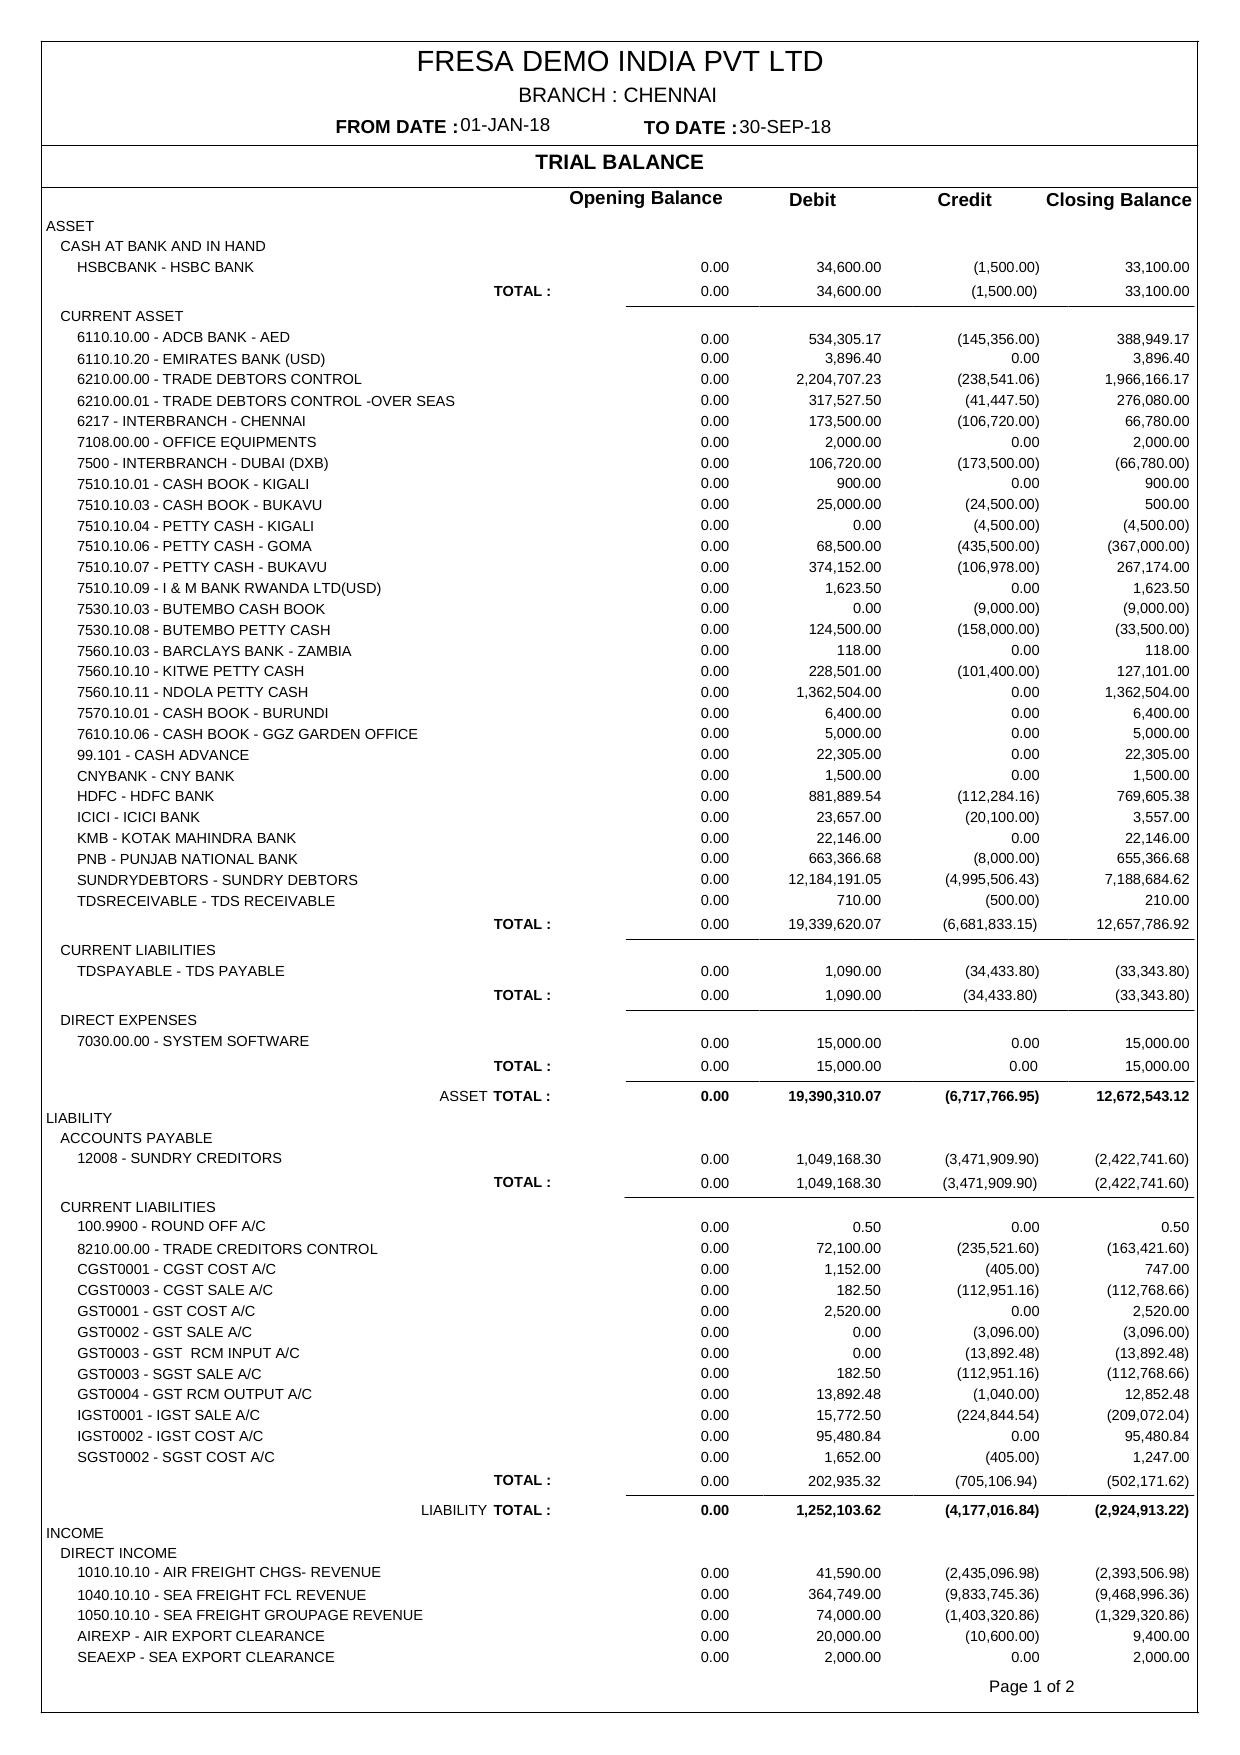 FRESA DEMO INDIA PVT LTD
BRANCH : CHENNAI
FROM DATE : 01-JAN-18 TO DATE : 30-SEP-18
TRIAL BALANCE
Opening Balance Debit Credit Closing Balance
ASSET
CASH AT BANK AND IN HAND
HSBCBANK - HSBC BANK 0.00 34,600.00 (1,500.00) 33,100.00
TOTAL : 0.00 34,600.00 (1,500.00) 33,100.00
CURRENT ASSET
6110.10.00 - ADCB BANK - AED 0.00 534,305.17 (145,356.00) 388,949.17
6110.10.20 - EMIRATES BANK (USD) 0.00 3,896.40 0.00 3,896.40
6210.00.00 - TRADE DEBTORS CONTROL 0.00 2,204,707.23 (238,541.06) 1,966,166.17
6210.00.01 - TRADE DEBTORS CONTROL -OVER SEAS 0.00 317,527.50 (41,447.50) 276,080.00
6217 - INTERBRANCH - CHENNAI 0.00 173,500.00 (106,720.00) 66,780.00
7108.00.00 - OFFICE EQUIPMENTS 0.00 2,000.00 0.00 2,000.00
7500 - INTERBRANCH - DUBAI (DXB) 0.00 106,720.00 (173,500.00) (66,780.00)
7510.10.01 - CASH BOOK - KIGALI 0.00 900.00 0.00 900.00
7510.10.03 - CASH BOOK - BUKAVU 0.00 25,000.00 (24,500.00) 500.00
7510.10.04 - PETTY CASH - KIGALI 0.00 0.00 (4,500.00) (4,500.00)
7510.10.06 - PETTY CASH - GOMA 0.00 68,500.00 (435,500.00) (367,000.00)
7510.10.07 - PETTY CASH - BUKAVU 0.00 374,152.00 (106,978.00) 267,174.00
7510.10.09 - I & M BANK RWANDA LTD(USD) 0.00 1,623.50 0.00 1,623.50
7530.10.03 - BUTEMBO CASH BOOK 0.00 0.00 (9,000.00) (9,000.00)
7530.10.08 - BUTEMBO PETTY CASH 0.00 124,500.00 (158,000.00) (33,500.00)
7560.10.03 - BARCLAYS BANK - ZAMBIA 0.00 118.00 0.00 118.00
7560.10.10 - KITWE PETTY CASH 0.00 228,501.00 (101,400.00) 127,101.00
7560.10.11 - NDOLA PETTY CASH 0.00 1,362,504.00 0.00 1,362,504.00
7570.10.01 - CASH BOOK - BURUNDI 0.00 6,400.00 0.00 6,400.00
7610.10.06 - CASH BOOK - GGZ GARDEN OFFICE 0.00 5,000.00 0.00 5,000.00
99.101 - CASH ADVANCE 0.00 22,305.00 0.00 22,305.00
CNYBANK - CNY BANK 0.00 1,500.00 0.00 1,500.00
HDFC - HDFC BANK 0.00 881,889.54 (112,284.16) 769,605.38
ICICI - ICICI BANK 0.00 23,657.00 (20,100.00) 3,557.00
KMB - KOTAK MAHINDRA BANK 0.00 22,146.00 0.00 22,146.00
PNB - PUNJAB NATIONAL BANK 0.00 663,366.68 (8,000.00) 655,366.68
SUNDRYDEBTORS - SUNDRY DEBTORS 0.00 12,184,191.05 (4,995,506.43) 7,188,684.62
TDSRECEIVABLE - TDS RECEIVABLE 0.00 710.00 (500.00) 210.00
TOTAL : 0.00 19,339,620.07 (6,681,833.15) 12,657,786.92
CURRENT LIABILITIES
TDSPAYABLE - TDS PAYABLE 0.00 1,090.00 (34,433.80) (33,343.80)
TOTAL : 0.00 1,090.00 (34,433.80) (33,343.80)
DIRECT EXPENSES
7030.00.00 - SYSTEM SOFTWARE 0.00 15,000.00 0.00 15,000.00
TOTAL : 0.00 15,000.00 0.00 15,000.00
ASSET TOTAL : 0.00 19,390,310.07 (6,717,766.95) 12,672,543.12
LIABILITY
ACCOUNTS PAYABLE
12008 - SUNDRY CREDITORS 0.00 1,049,168.30 (3,471,909.90) (2,422,741.60)
TOTAL : 0.00 1,049,168.30 (3,471,909.90) (2,422,741.60)
CURRENT LIABILITIES
100.9900 - ROUND OFF A/C 0.00 0.50 0.00 0.50
8210.00.00 - TRADE CREDITORS CONTROL 0.00 72,100.00 (235,521.60) (163,421.60)
CGST0001 - CGST COST A/C 0.00 1,152.00 (405.00) 747.00
CGST0003 - CGST SALE A/C 0.00 182.50 (112,951.16) (112,768.66)
GST0001 - GST COST A/C 0.00 2,520.00 0.00 2,520.00
GST0002 - GST SALE A/C 0.00 0.00 (3,096.00) (3,096.00)
GST0003 - GST RCM INPUT A/C 0.00 0.00 (13,892.48) (13,892.48)
GST0003 - SGST SALE A/C 0.00 182.50 (112,951.16) (112,768.66)
GST0004 - GST RCM OUTPUT A/C 0.00 13,892.48 (1,040.00) 12,852.48
IGST0001 - IGST SALE A/C 0.00 15,772.50 (224,844.54) (209,072.04)
IGST0002 - IGST COST A/C 0.00 95,480.84 0.00 95,480.84
SGST0002 - SGST COST A/C 0.00 1,652.00 (405.00) 1,247.00
TOTAL : 0.00 202,935.32 (705,106.94) (502,171.62)
LIABILITY TOTAL : 0.00 1,252,103.62 (4,177,016.84) (2,924,913.22)
INCOME
DIRECT INCOME
1010.10.10 - AIR FREIGHT CHGS- REVENUE 0.00 41,590.00 (2,435,096.98) (2,393,506.98)
1040.10.10 - SEA FREIGHT FCL REVENUE 0.00 364,749.00 (9,833,745.36) (9,468,996.36)
1050.10.10 - SEA FREIGHT GROUPAGE REVENUE 0.00 74,000.00 (1,403,320.86) (1,329,320.86)
AIREXP - AIR EXPORT CLEARANCE 0.00 20,000.00 (10,600.00) 9,400.00
SEAEXP - SEA EXPORT CLEARANCE 0.00 2,000.00 0.00 2,000.00
Page 1 of 2